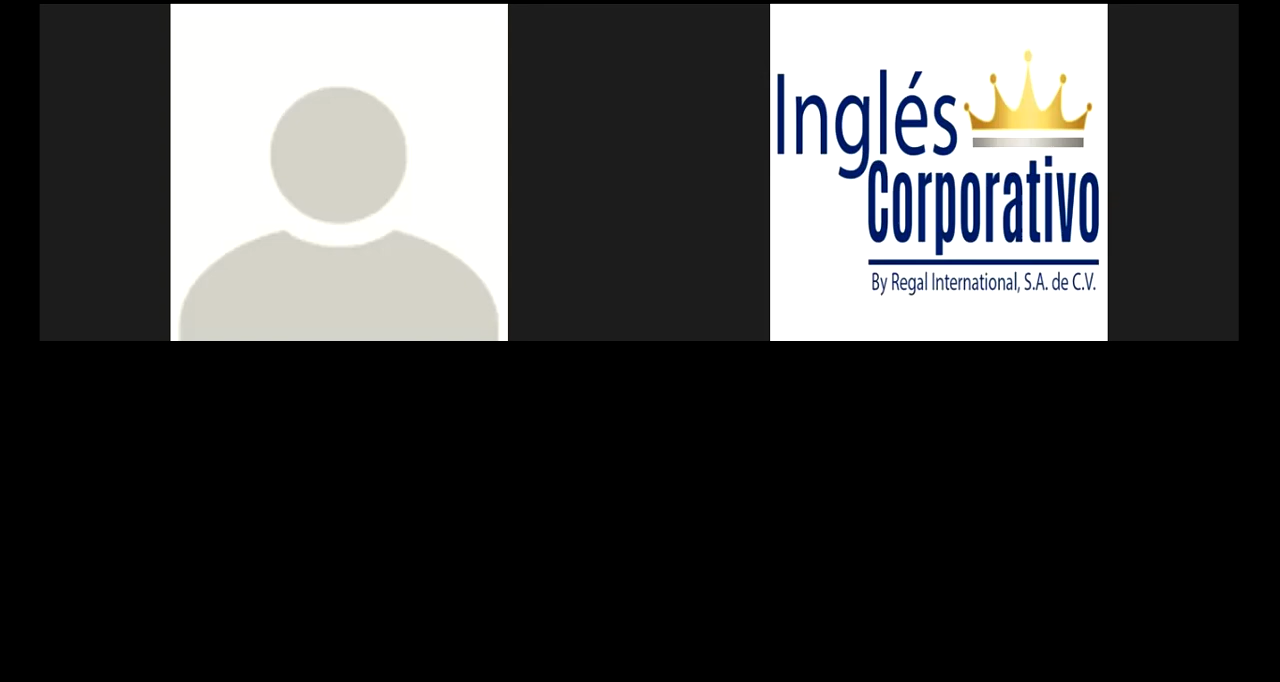 Inglés
Corporativo
By Regal International, S.A. de C.V.